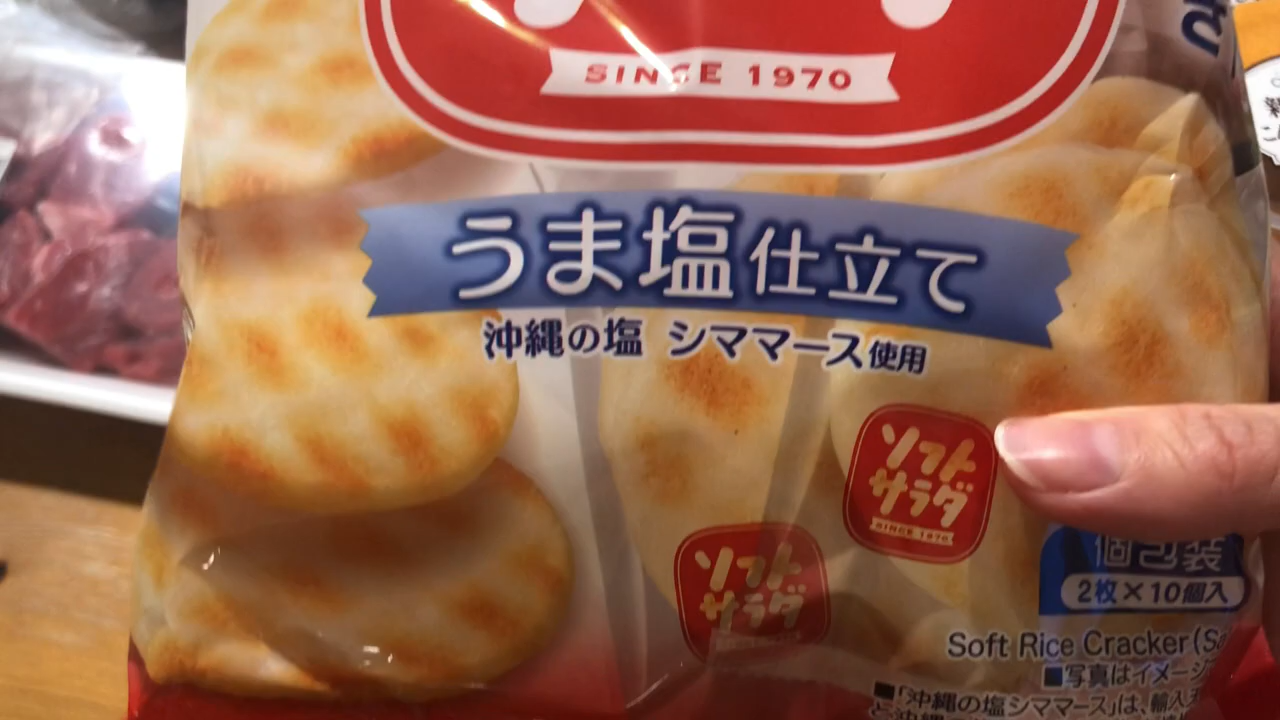 SINCE 1970
うま塩仕立て
沖縄の塩 シママース使用
ソフト
サラダ
SINCE 1970
ソフト
サラダ
個包装
2枚×10個入
Soft Rice Cracker
■写真はイメージ
■「沖縄の塩シママース」は、輸入